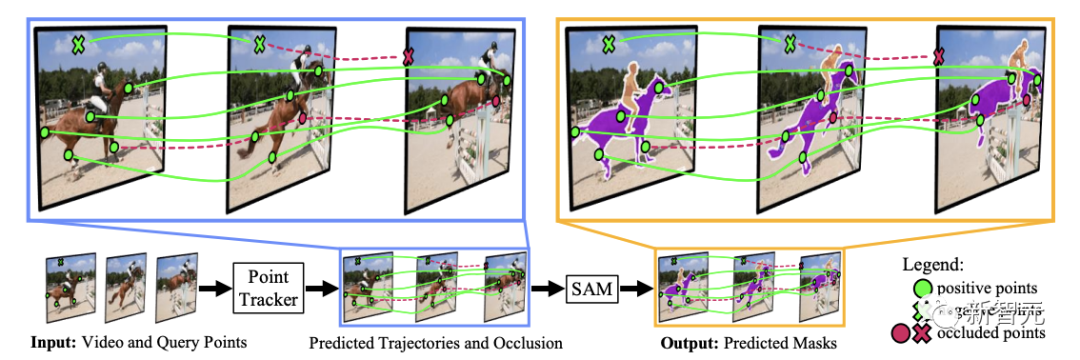 Point
Tracker
SAM
Input: Video and Query Points
Predicted Trajectories and Occlusion
Output: Predicted Masks
Legend:
positive points
points
occluded points
新智元